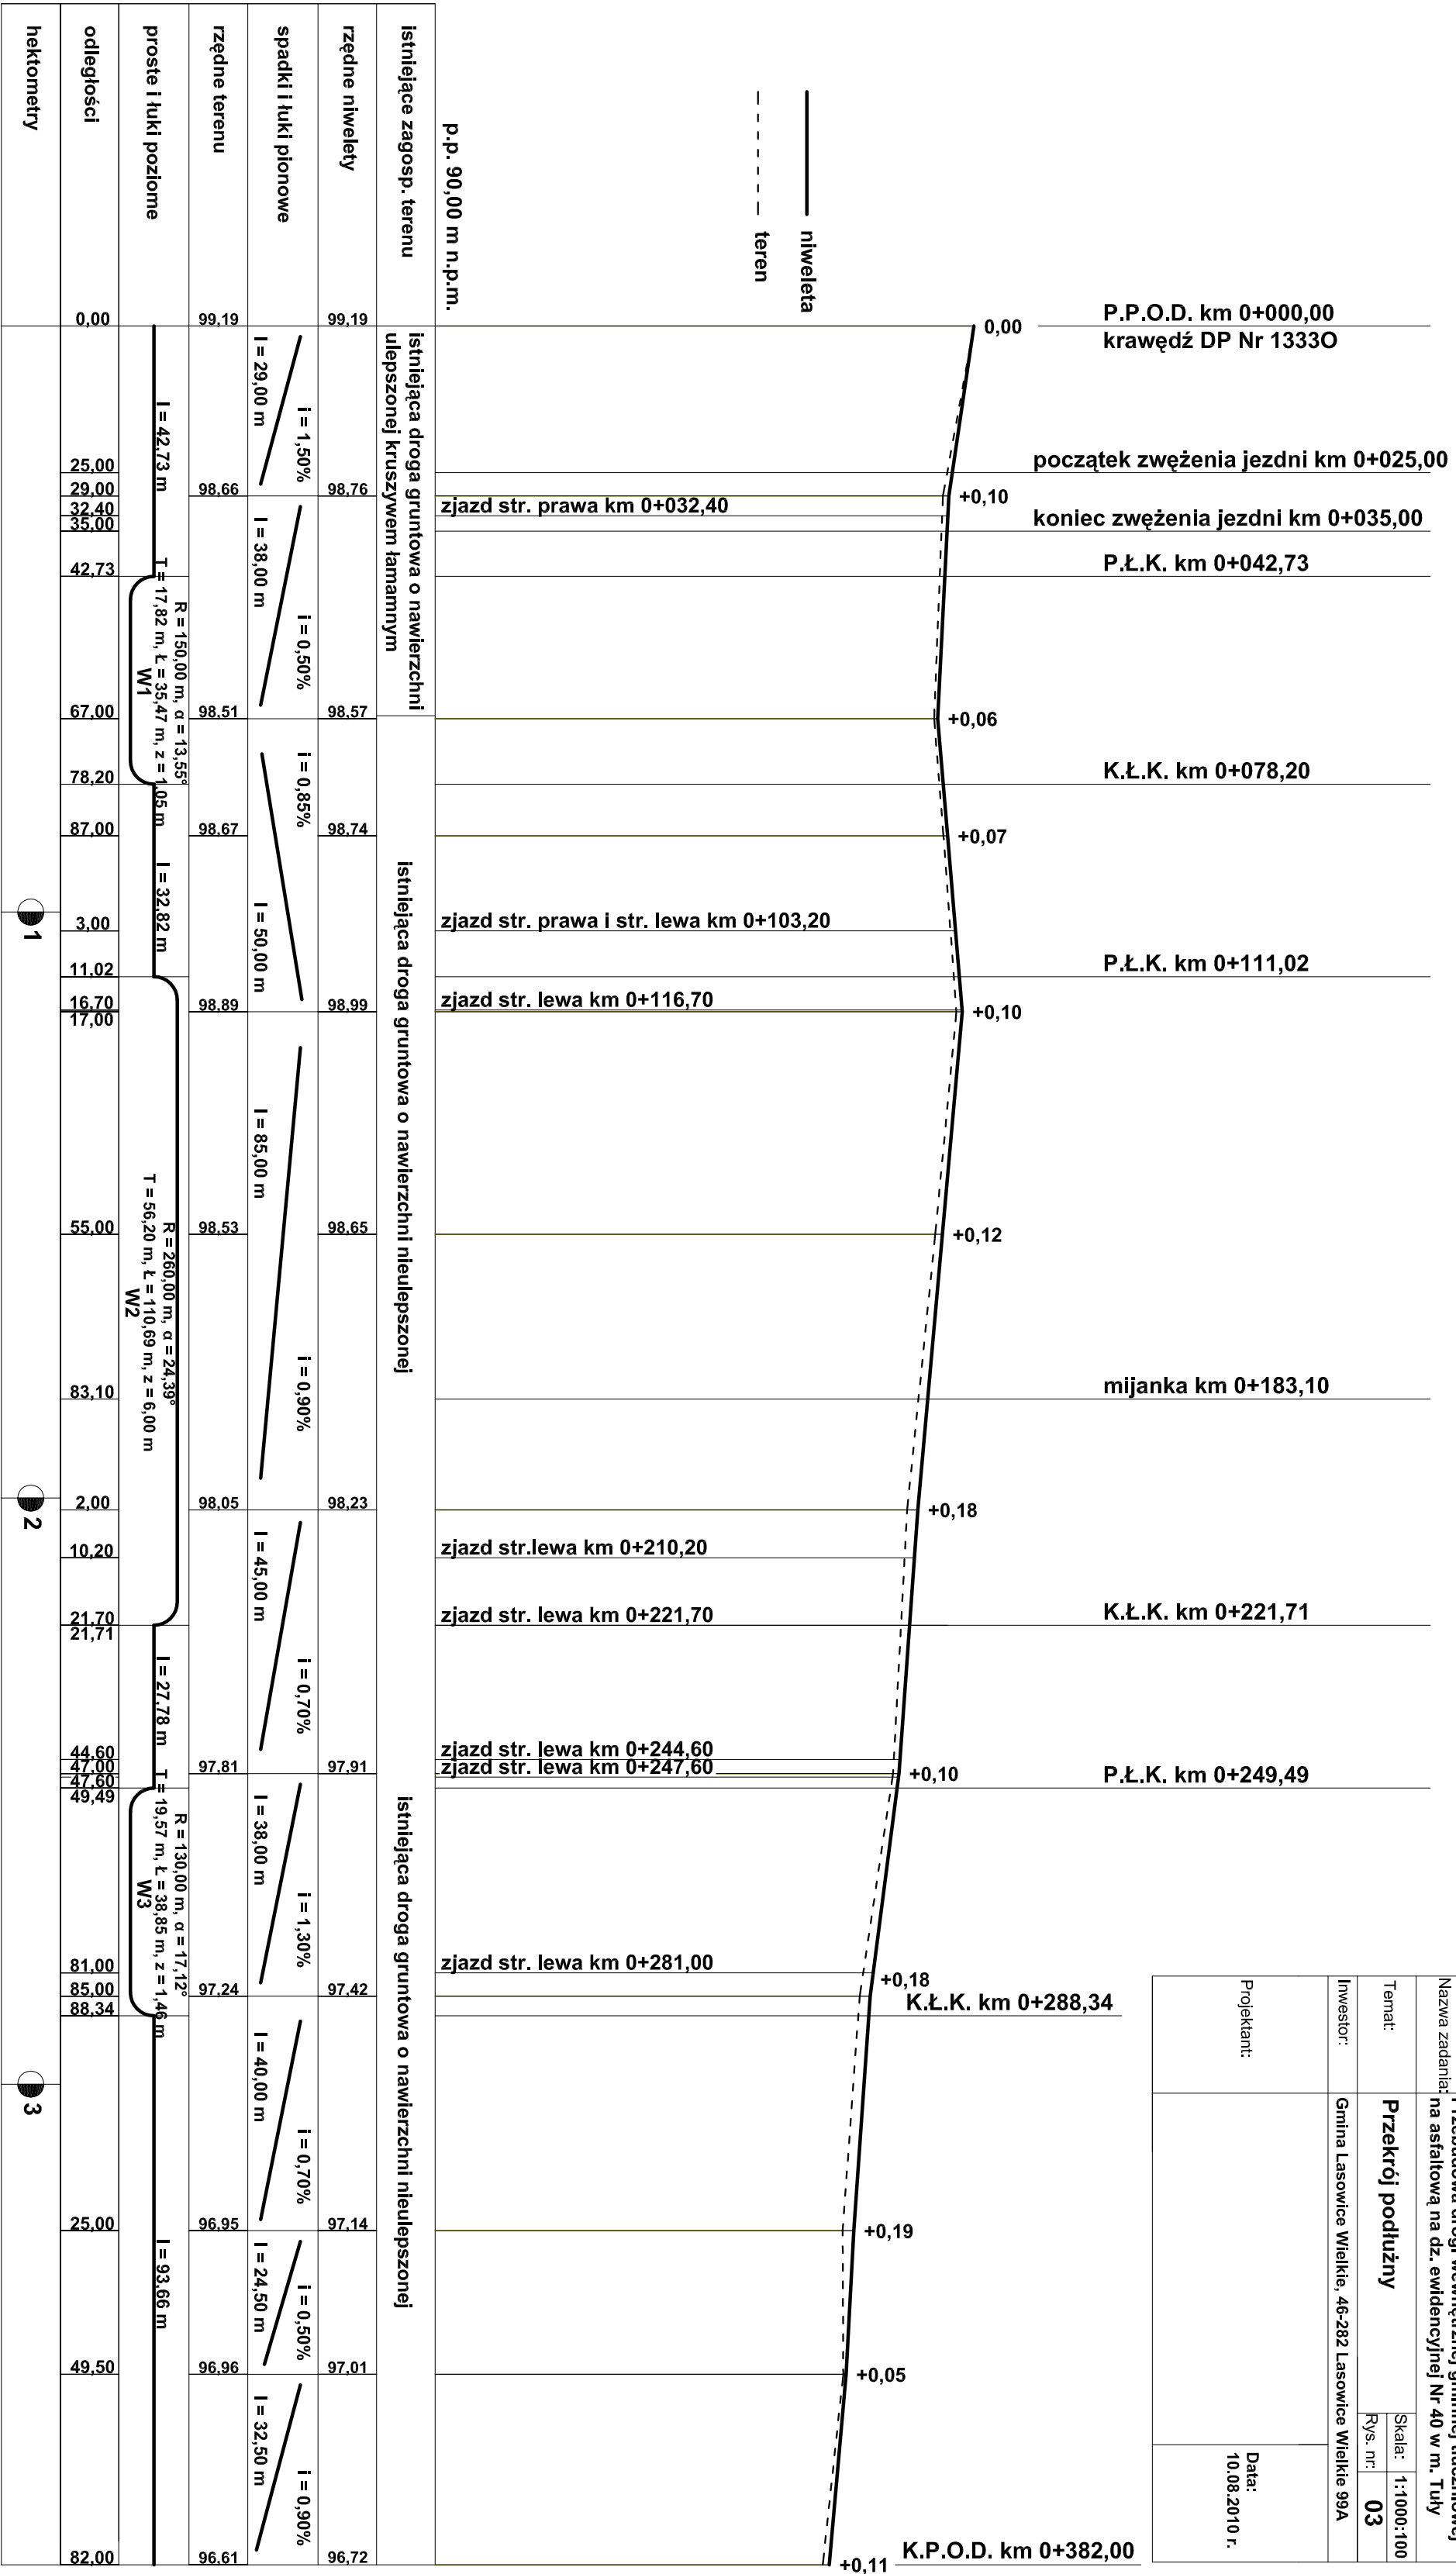 niweleta
teren
p.p. 90,00 m n.p.m.
P.P.O.D. km 0+000,00
krawędź DP Nr 1333O
początek zwężenia jezdni km 0+025,00
koniec zwężenia jezdni km 0+035,00
P.Ł.K. km 0+042,73
K.Ł.K. km 0+078,20
P.Ł.K. km 0+111,02
mijanka km 0+183,10
K.Ł.K. km 0+221,71
P.Ł.K. km 0+249,49
K.Ł.K. km 0+288,34
K.P.O.D. km 0+382,00
0,00
+0,10
+0,06
+0,07
+0,10
+0,12
+0,18
+0,10
+0,18
+0,19
+0,05
+0,11
zjazd str. prawa km 0+032,40
zjazd str. prawa i str. lewa km 0+103,20
zjazd str. lewa km 0+116,70
zjazd str.lewa km 0+210,20
zjazd str. lewa km 0+221,70
zjazd str. lewa km 0+244,60
zjazd str. lewa km 0+247,60
zjazd str. lewa km 0+281,00
istniejące zagosp. terenu
istniejąca droga gruntowa o nawierzchni
ulepszonej kruszywem łamamnym
istniejąca droga gruntowa o nawierzchni nieulepszonej
istniejąca droga gruntowa o nawierzchni nieulepszonej
rzędne niwelety
99,19
98,76
98,57
98,74
98,99
98,65
98,23
97,91
97,42
97,14
97,01
96,72
spadki i łuki pionowe
i = 1,50%
l = 29,00 m
i = 0,50%
l = 38,00 m
i = 0,85%
l = 50,00 m
i = 0,90%
l = 85,00 m
i = 0,70%
l = 45,00 m
i = 1,30%
l = 38,00 m
i = 0,70%
l = 40,00 m
i = 0,50%
l = 24,50 m
i = 0,90%
l = 32,50 m
rzędne terenu
99,19
98,66
98,51
98,67
98,89
98,53
98,05
97,81
97,24
96,95
96,96
96,61
proste i łuki poziome
l = 42,73 m
R = 150,00 m, α = 13,55°
T = 17,82 m, Ł = 35,47 m, z = 1,05 m
W1
l = 32,82 m
R = 260,00 m, α = 24,39°
T = 56,20 m, Ł = 110,69 m, z = 6,00 m
W2
l = 27,78 m
R = 130,00 m, α = 17,12°
T = 19,57 m, Ł = 38,85 m, z = 1,46 m
W3
l = 93,66 m
odległości
0,00
25,00
29,00
32,40
35,00
42,73
67,00
78,20
87,00
3,00
11,02
16,70
17,00
55,00
83,10
2,00
10,20
21,70
21,71
44,60
47,00
47,60
49,49
81,00
85,00
88,34
25,00
49,50
82,00
hektometry
1
2
3
Nazwa zadania:
na asfaltową na dz. ewidencyjnej Nr 40 w m. Tuły
Temat:
Przekrój podłużny
Skala: 1:1000:100
Rys. nr: 03
Inwestor:
Gmina Lasowice Wielkie, 46-282 Lasowice Wielkie 99A
Projektant:
Data:
10.08.2010 r.